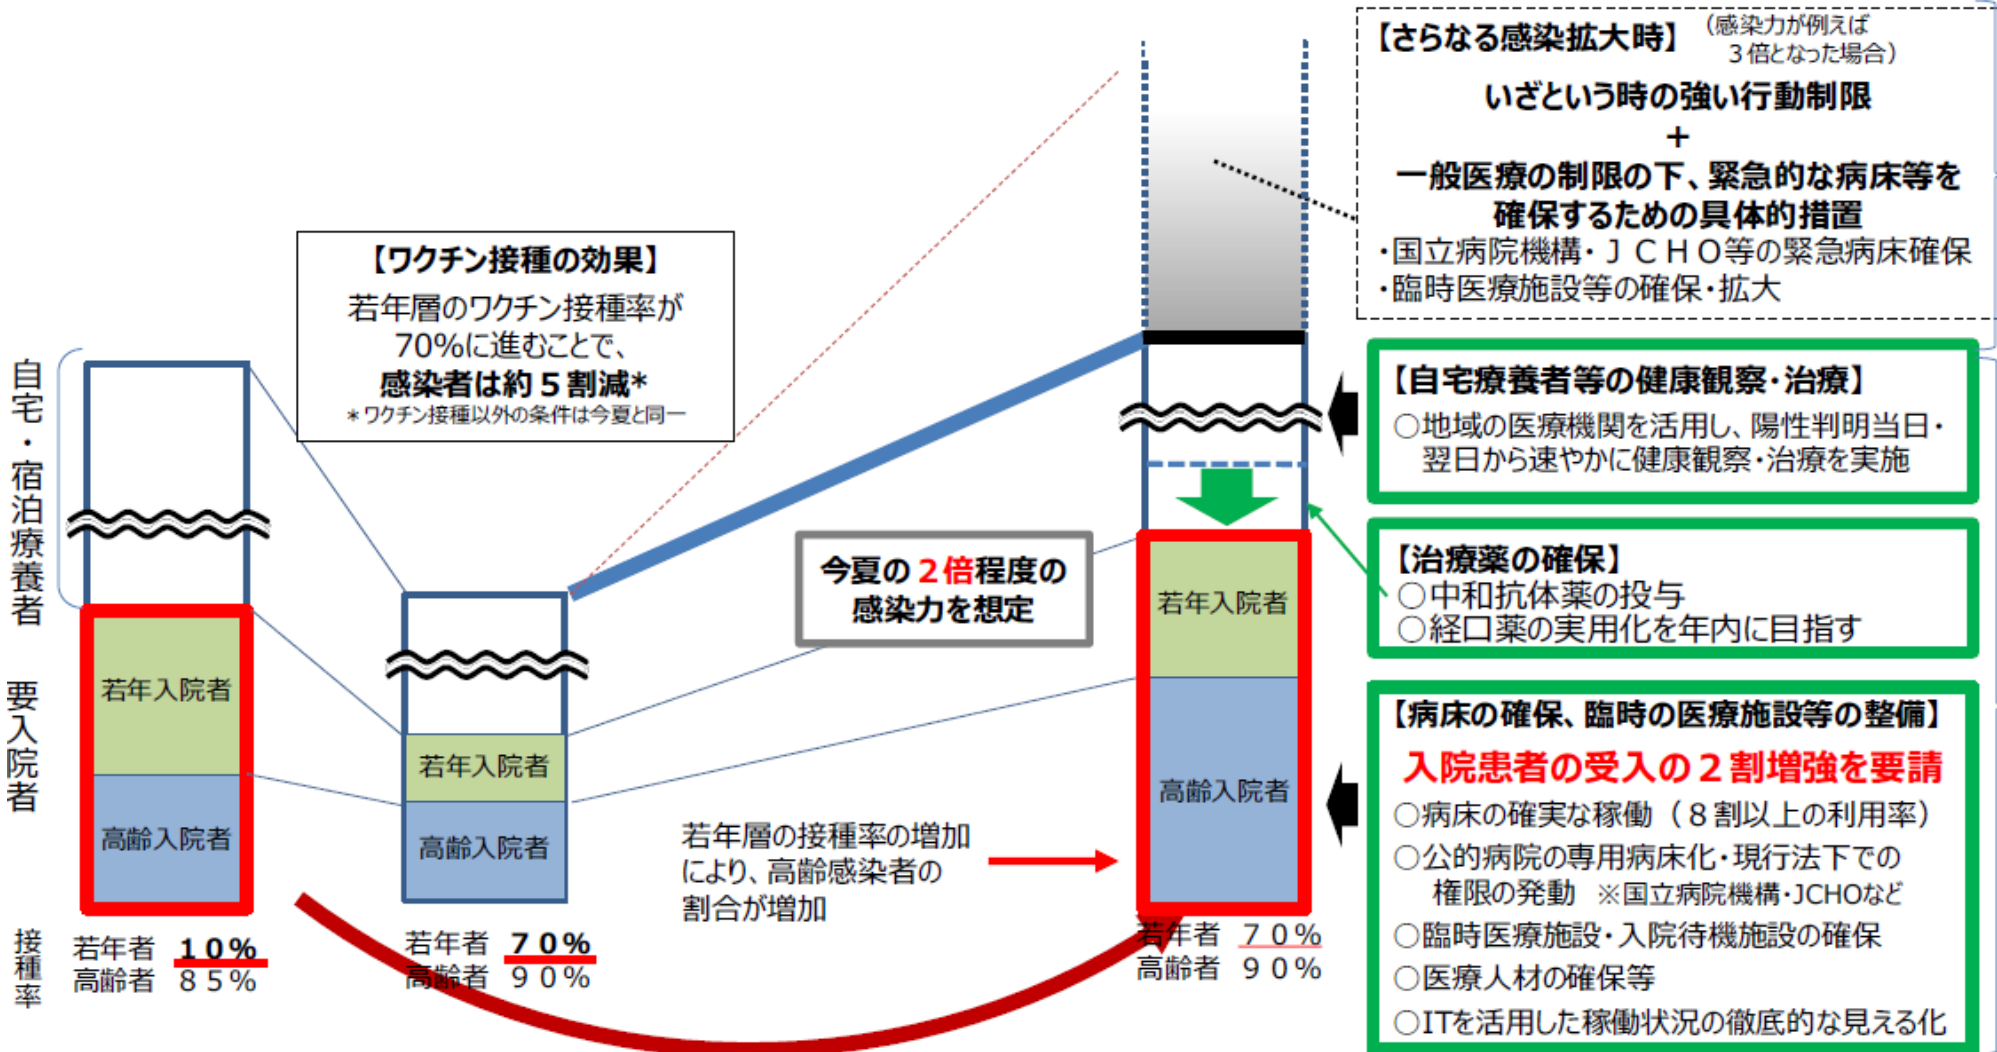 【さらなる感染拡大時】
（感染力が例えば
３倍となった場合）
いざという時の強い行動制限
＋
一般医療の制限の下、緊急的な病床等を
確保するための具体的措置
・国立病院機構・ＪＣＨＯ等の緊急病床確保
・臨時医療施設等の確保・拡大
【ワクチン接種の効果】
若年層のワクチン接種率が
70％に進むことで、
感染者は約５割減*
*ワクチン接種以外の条件は今夏と同一
自宅・宿泊療養者
要入院者
接種率
若年入院者
高齢入院者
若年者 １０％
高齢者 ８５％
若年入院者
高齢入院者
若年者 ７０％
高齢者 ９０％
今夏の２倍程度の
感染力を想定
若年層の接種率の増加
により、高齢感染者の
割合が増加
若年入院者
高齢入院者
若年者 ７０％
高齢者 ９０％
【自宅療養者等の健康観察・治療】
○地域の医療機関を活用し、陽性判明当日・
翌日から速やかに健康観察・治療を実施
【治療薬の確保】
○中和抗体薬の投与
○経口薬の実用化を年内に目指す
【病床の確保、臨時の医療施設等の整備】
入院患者の受入の２割増強を要請
○病床の確実な稼働（８割以上の利用率）
○公的病院の専用病床化・現行法下での
権限の発動 ※国立病院機構・JCHOなど
○臨時医療施設・入院待機施設の確保
○医療人材の確保等
○ITを活用した稼働状況の徹底的な見える化